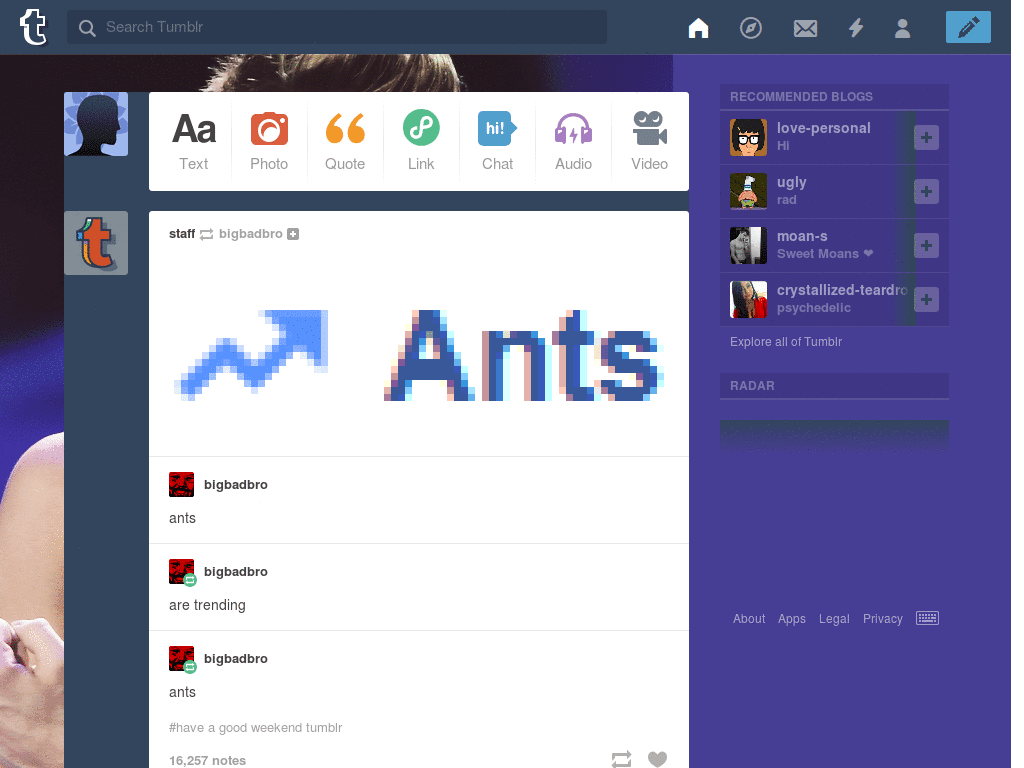 t
Search Tumblr
Aa
hi!
Text Photo Quote Link Chat Audio Video
t
staff bigbadbro
Ants
bigbadbro
ants
bigbadbro
are trending
bigbadbro
ants
#have a good weekend tumblr
16,257 notes
RECOMMENDED BLOGS
love-personal
Hi
ugly
rad
moan-s
Sweet Moans ❤
crystallized-teardro
psychedelic
Explore all of Tumblr
RADAR
About Apps Legal Privacy